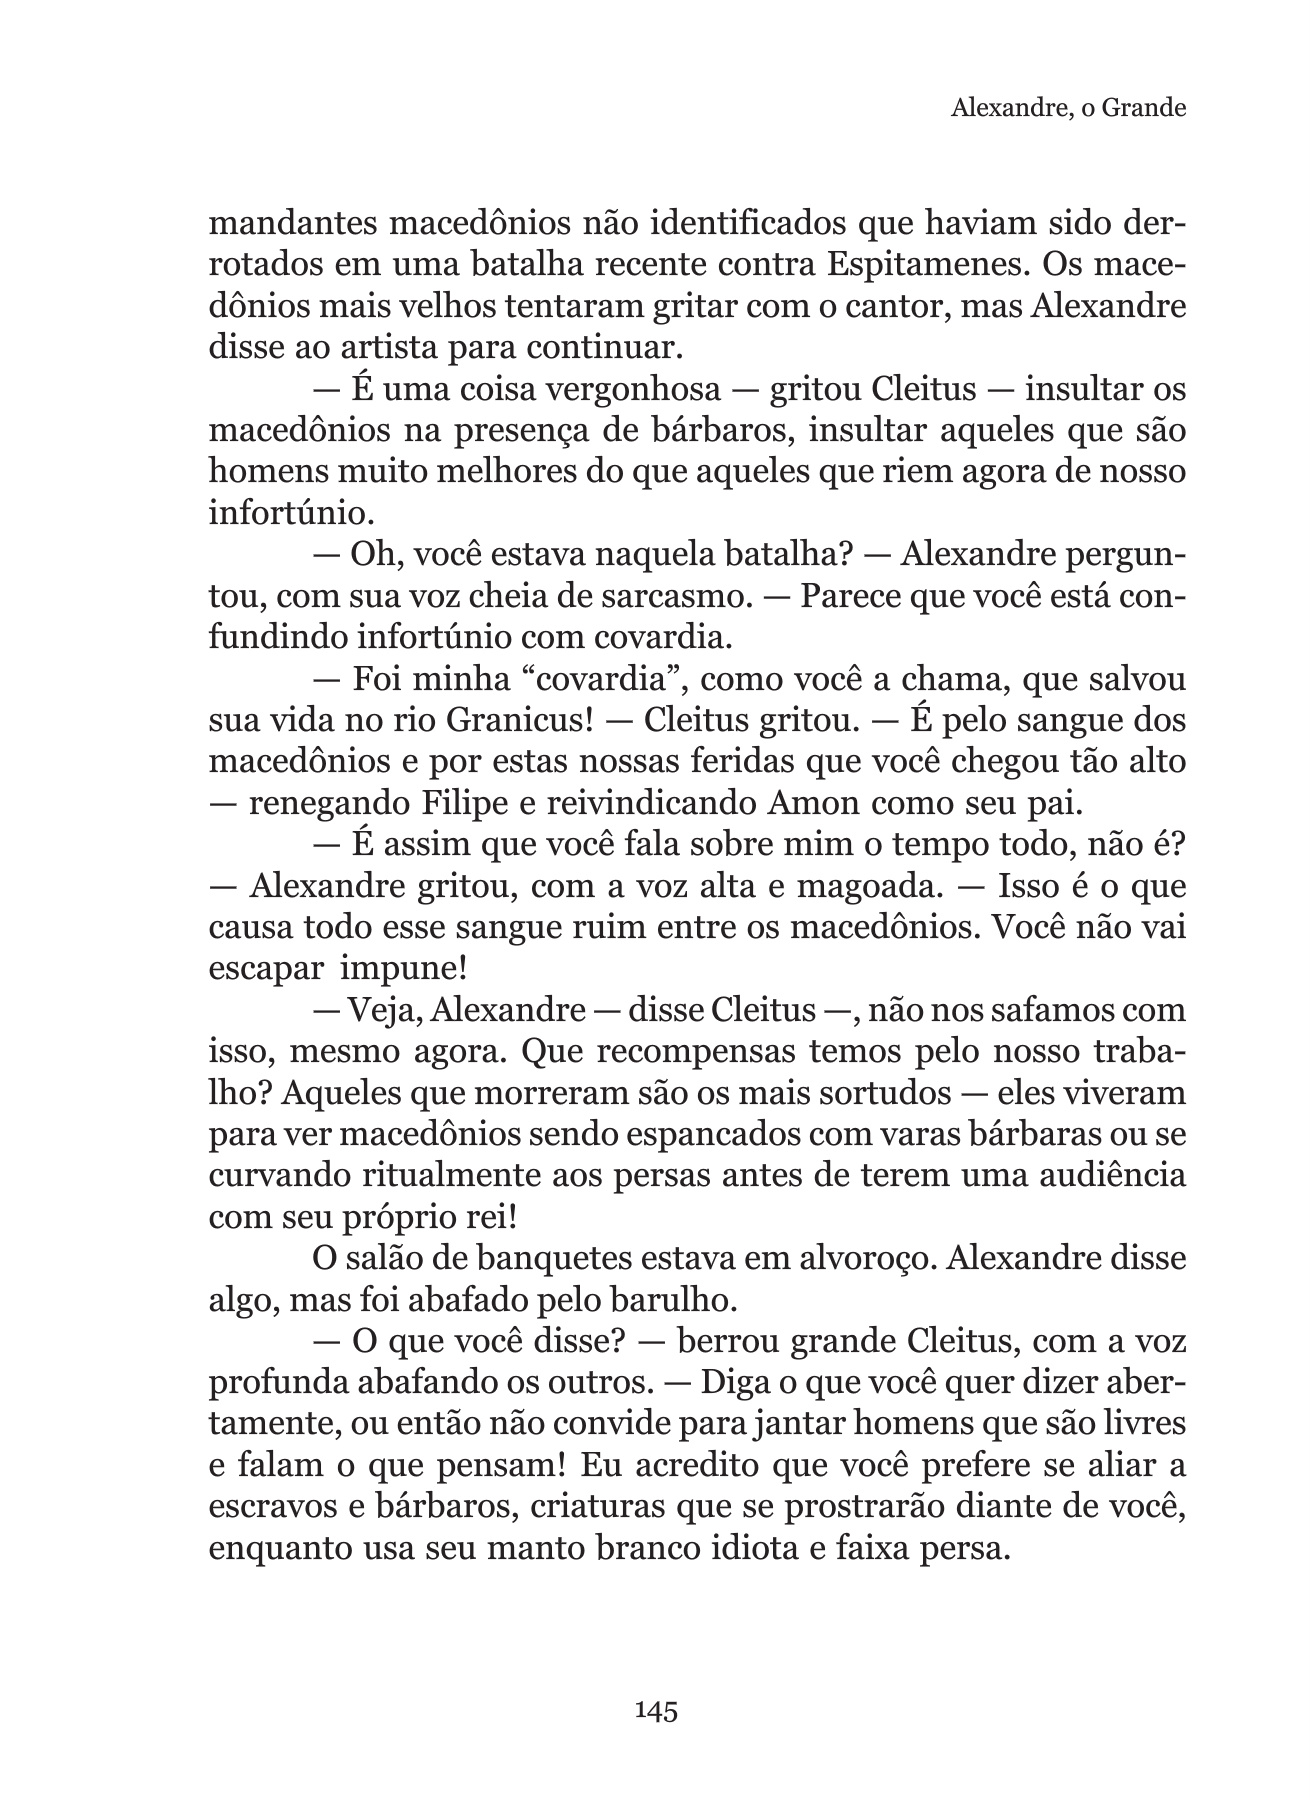 Alexandre, o Grande
mandantes macedônios não identificados que haviam sido der-
rotados em uma batalha recente contra Espitamenes. Os mace-
dônios mais velhos tentaram gritar com o cantor, mas Alexandre
disse ao artista para continuar.
— É uma coisa vergonhosa — gritou Cleitus — insultar os
macedônios na presença de bárbaros, insultar aqueles que são
homens muito melhores do que aqueles que riem agora de nosso
infortúnio.
— Oh, você estava naquela batalha? — Alexandre pergun-
tou, com sua voz cheia de sarcasmo. — Parece que você está con-
fundindo infortúnio com covardia.
— Foi minha “covardia”, como você a chama, que salvou
sua vida no rio Granicus! — Cleitus gritou. — É pelo sangue dos
macedônios e por estas nossas feridas que você chegou tão alto
— renegando Filipe e reivindicando Amon como seu pai.
— É assim que você fala sobre mim o tempo todo, não é?
— Alexandre gritou, com a voz alta e magoada. — Isso é o que
causa todo esse sangue ruim entre os macedônios. Você não vai
escapar impune!
— Veja, Alexandre — disse Cleitus —, não nos safamos com
isso, mesmo agora. Que recompensas temos pelo nosso traba-
lho? Aqueles que morreram são os mais sortudos — eles viveram
para ver macedônios sendo espancados com varas bárbaras ou se
curvando ritualmente aos persas antes de terem uma audiência
com seu próprio rei!
O salão de banquetes estava em alvoroço. Alexandre disse
algo, mas foi abafado pelo barulho.
— O que você disse? — berrou grande Cleitus, com a voz
profunda abafando os outros. — Diga o que você quer dizer aber-
tamente, ou então não convide para jantar homens que são livres
e falam o que pensam! Eu acredito que você prefere se aliar a
escravos e bárbaros, criaturas que se prostrarão diante de você,
enquanto usa seu manto branco idiota e faixa persa.
145